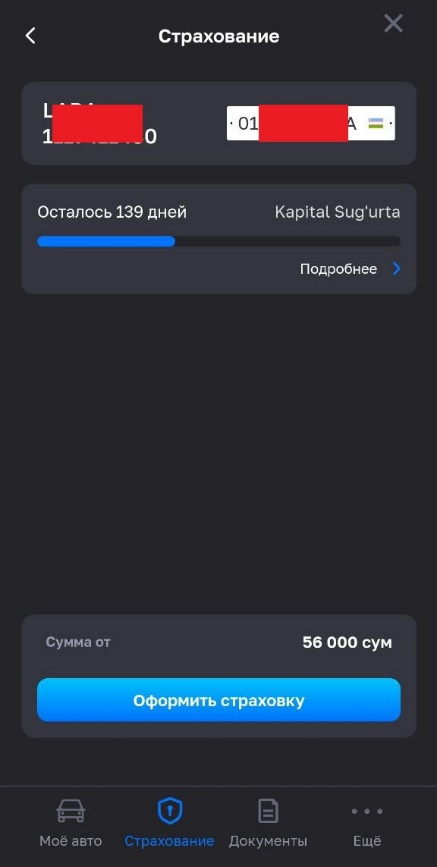 Страхование
· 01 A ·
Осталось 139 дней Kapital Sug'urta
Подробнее
Сумма от 56 000 сум
Оформить страховку
Моё авто Страхование Документы Ещё